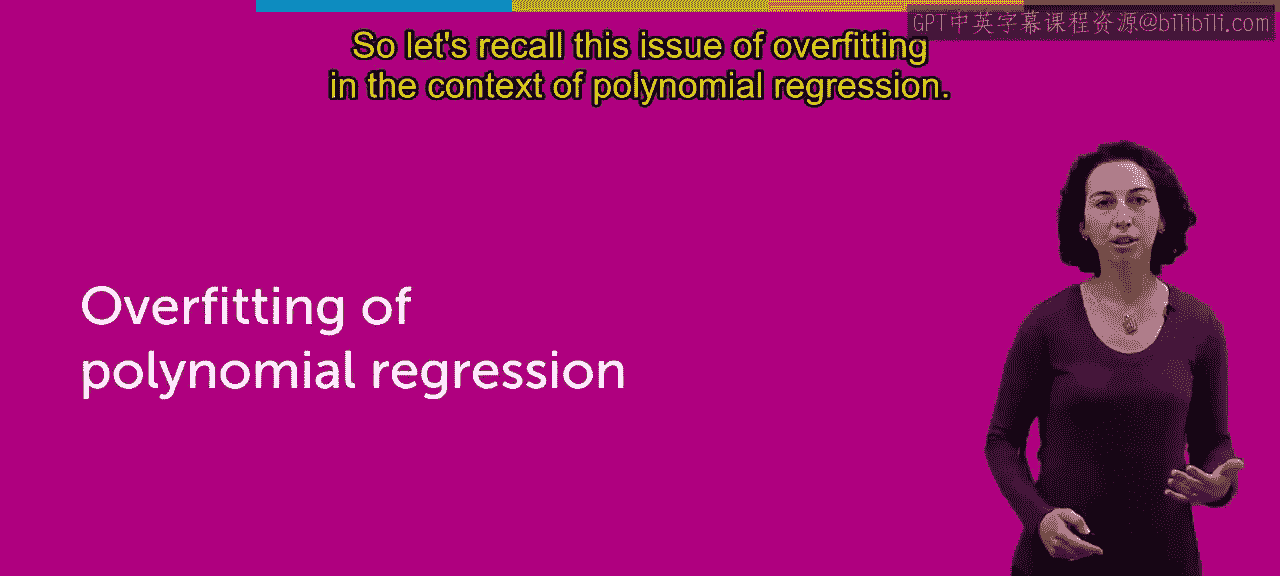 GPT中英字幕课程资源@bilibili.com
So let's recall this issue of overfitting
in the context of polynomial regression.
Overfitting of
polynomial regression